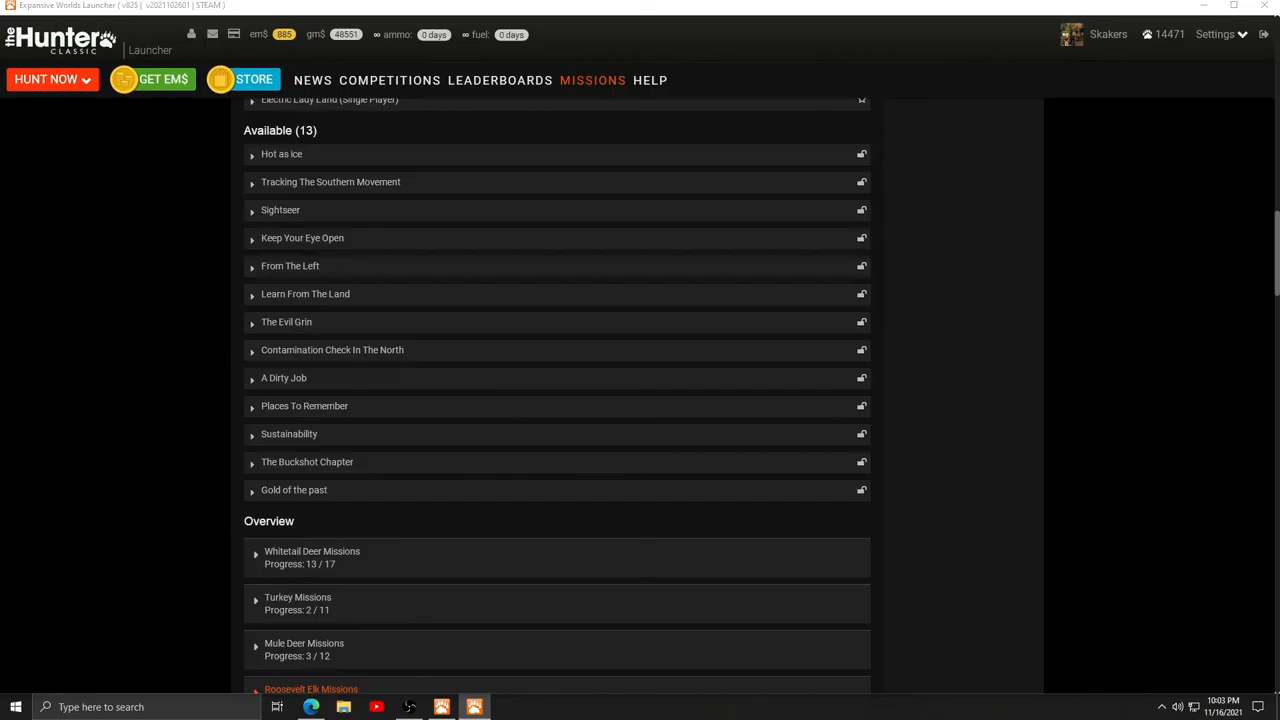 Expansive Worlds Launcher ( v825 | v2021102601 | STEAM )
theHunter CLASSIC
Launcher
em$ 885 gm$ 48551 ∞ ammo: 0 days ∞ fuel: 0 days
Skakers 14471 Settings
HUNT NOW GET EM$ STORE NEWS COMPETITIONS LEADERBOARDS MISSIONS HELP
Electric Lady Land (Single Player)
Available (13)
Hot as ice
Tracking The Southern Movement
Sightseer
Keep Your Eye Open
From The Left
Learn From The Land
The Evil Grin
Contamination Check In The North
A Dirty Job
Places To Remember
Sustainability
The Buckshot Chapter
Gold of the past
Overview
Whitetail Deer Missions
Progress: 13 / 17
Turkey Missions
Progress: 2 / 11
Mule Deer Missions
Progress: 3 / 12
Roosevelt Elk Missions
Type here to search
10:03 PM
11/16/2021